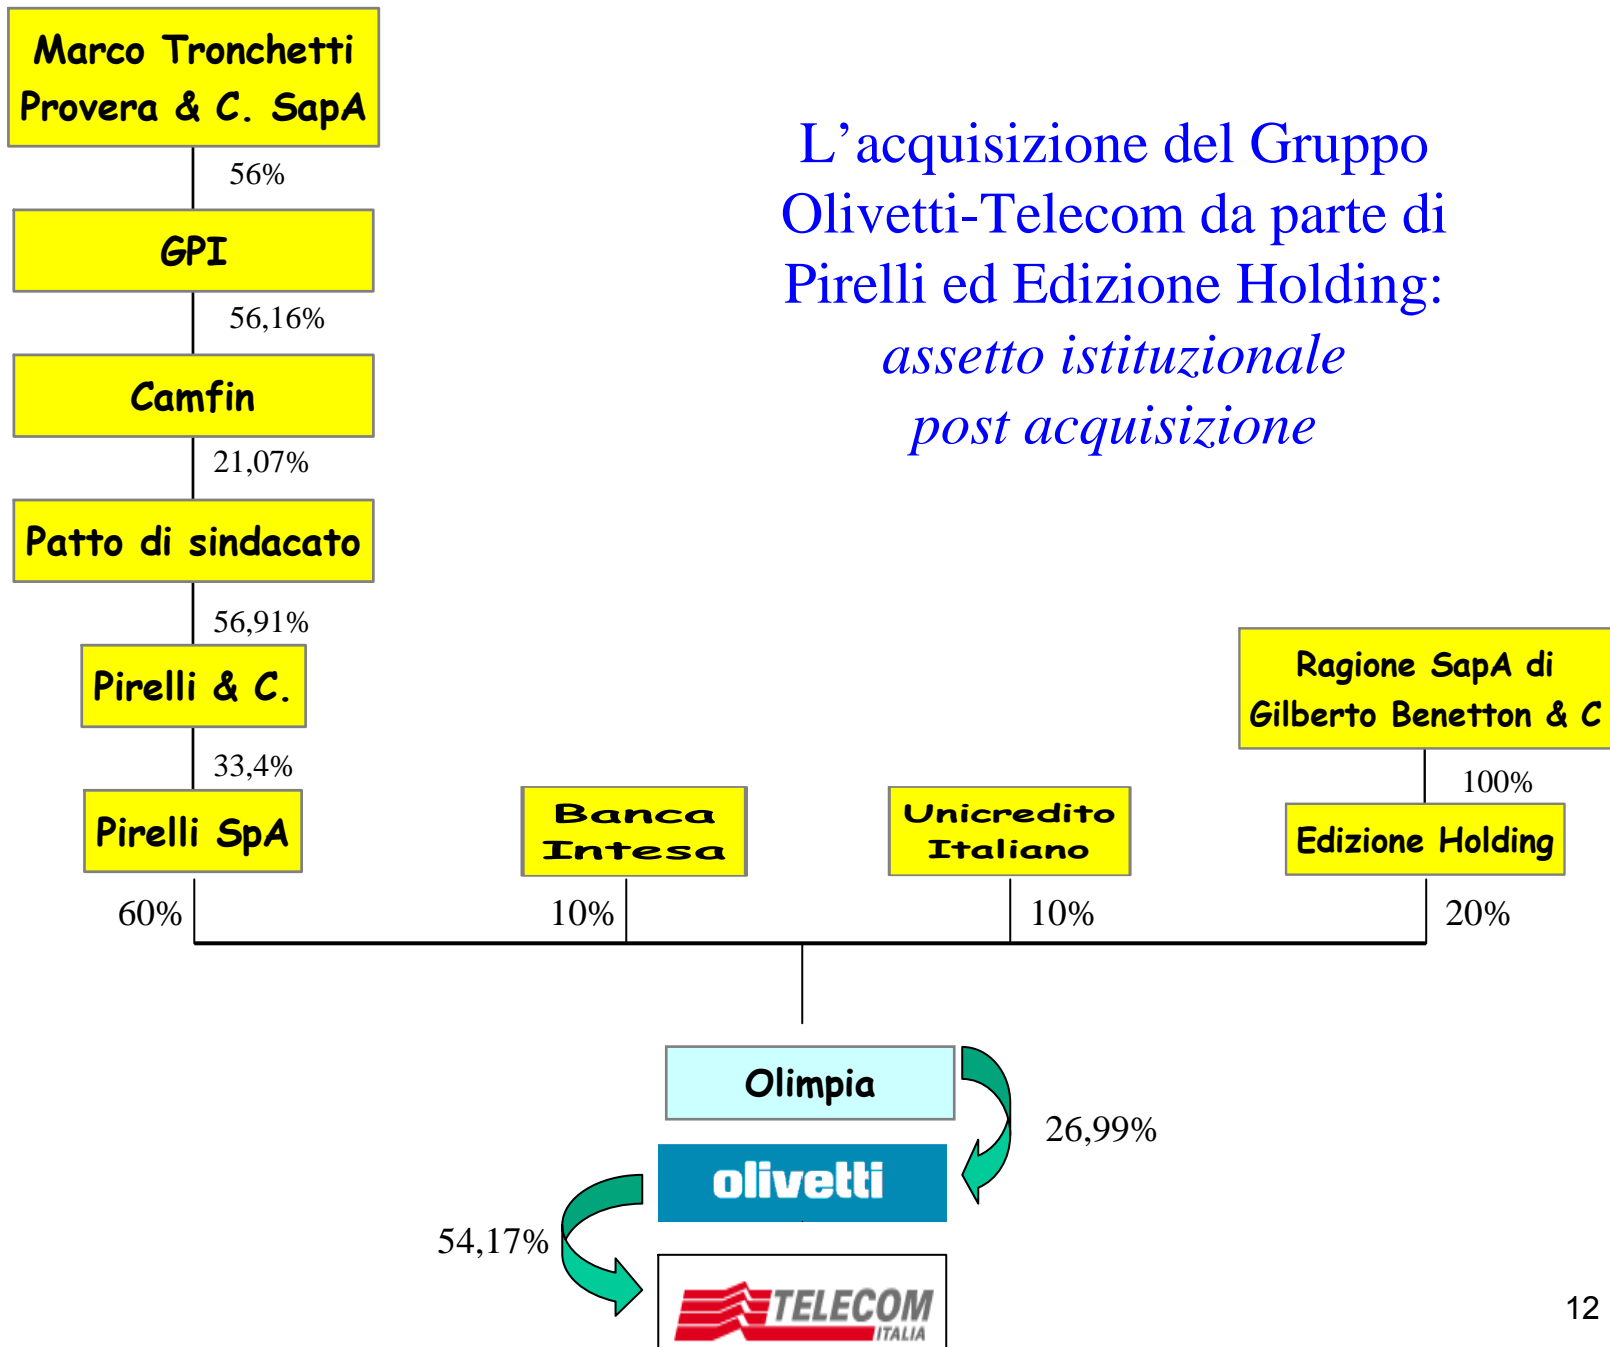 Marco Tronchetti
Provera & C. SapA
56%
GPI
56,16%
Camfin
21,07%
Patto di sindacato
56,91%
Pirelli & C.
33,4%
Pirelli SpA
60%
L’acquisizione del Gruppo
Olivetti-Telecom da parte di
Pirelli ed Edizione Holding:
assetto istituzionale
post acquisizione
Banca
Intesa
10%
Unicredito
Italiano
10%
Ragione SapA di
Gilberto Benetton & C
100%
Edizione Holding
20%
Olimpia
26,99%
olivetti
54,17%
TELECOM
ITALIA
12